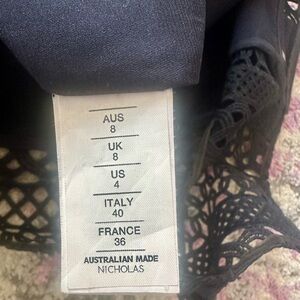 AUS
8
UK
8
US
4
ITALY
40
FRANCE
36
AUSTRALIAN MADE
NICHOLAS